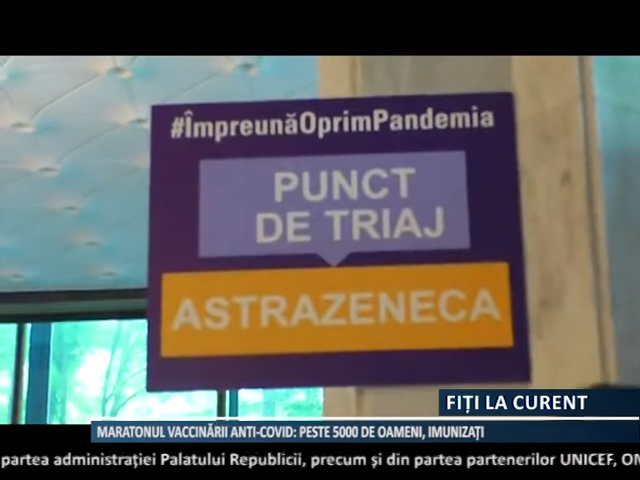 #ÎmpreunăOprimPandemia
PUNCT
DE TRIAJ
ASTRAZENECA
FIȚI LA CURENT
MARATONUL VACCINĂRII ANTI-COVID: PESTE 5000 DE OAMENI, IMUNIZAȚI
partea administrației Palatului Republicii, precum și din partea partenerilor UNICEF, OM